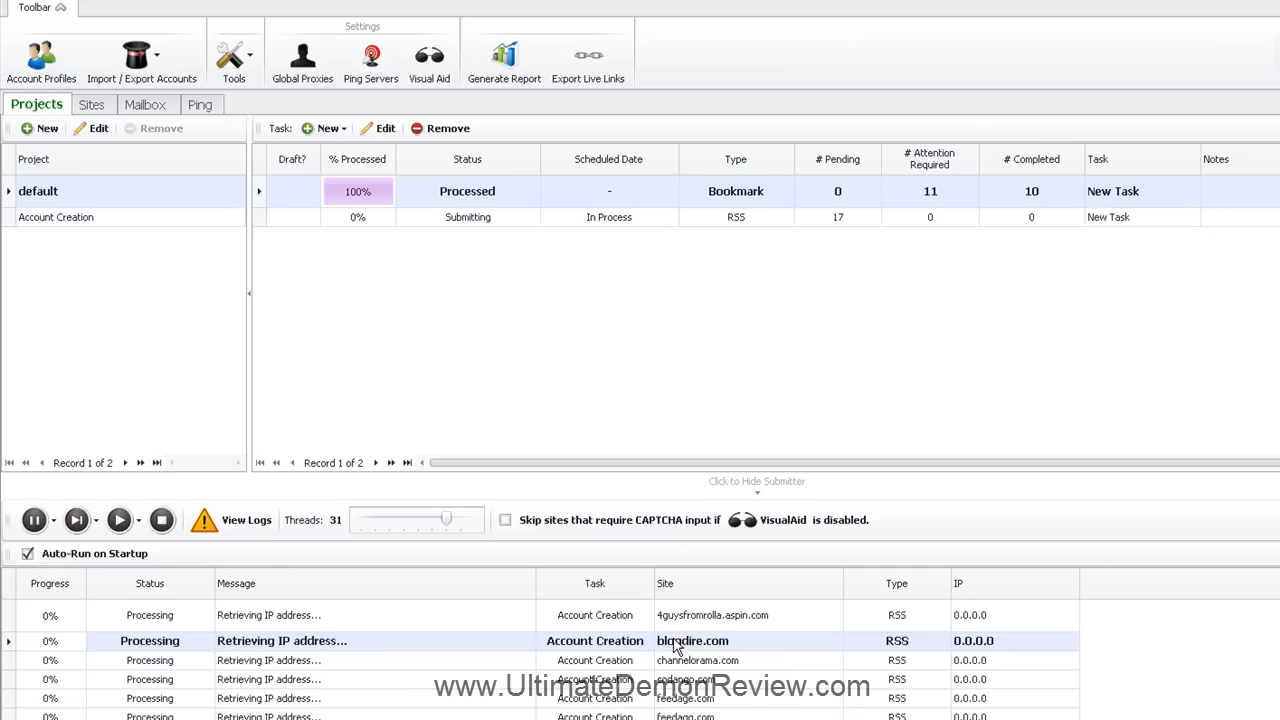 Toolbar
Settings
Account Profiles Import / Export Accounts Tools Global Proxies Ping Servers Visual Aid Generate Report Export Live Links
Projects Sites Mailbox Ping
New Edit Remove Task: New Edit Remove
Project Draft? % Processed Status Scheduled Date Type # Pending # Attention Required # Completed Task Notes
default 100% Processed - Bookmark 0 11 10 New Task
Account Creation 0% Submitting In Process RSS 17 0 0 New Task
Record 1 of 2 Record 1 of 2
Click to Hide Submitter
View Logs Threads: 31 Skip sites that require CAPTCHA input if VisualAid is disabled.
Auto-Run on Startup
Progress Status Message Task Site Type IP
0% Processing Retrieving IP address... Account Creation 4guysfromrolla.aspin.com RSS 0.0.0.0
0% Processing Retrieving IP address... Account Creation RSS 0.0.0.0
0% Processing Retrieving IP address... Account Creation channelorama.com RSS 0.0.0.0
0% Processing Retrieving IP address... Account Creation RSS 0.0.0.0
www.UltimateDemonReview.com
0% Processing Retrieving IP address... Account Creation feedage.com RSS 0.0.0.0
0% Processing Retrieving IP address... Account Creation feedagg.com RSS 0.0.0.0